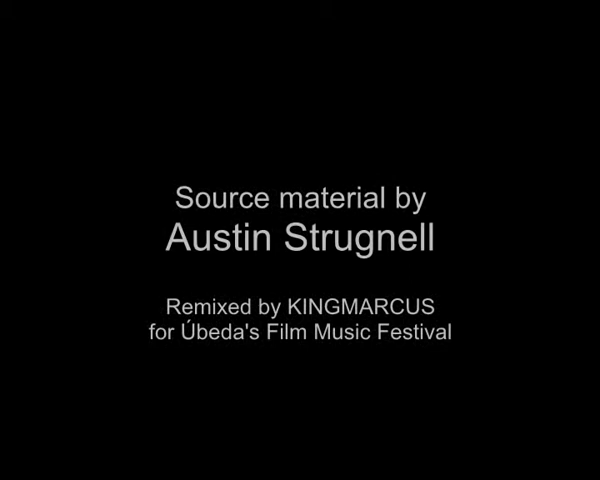 Source material by
Austin Strugnell
Remixed by KINGMARCUS
for Úbeda's Film Music Festival